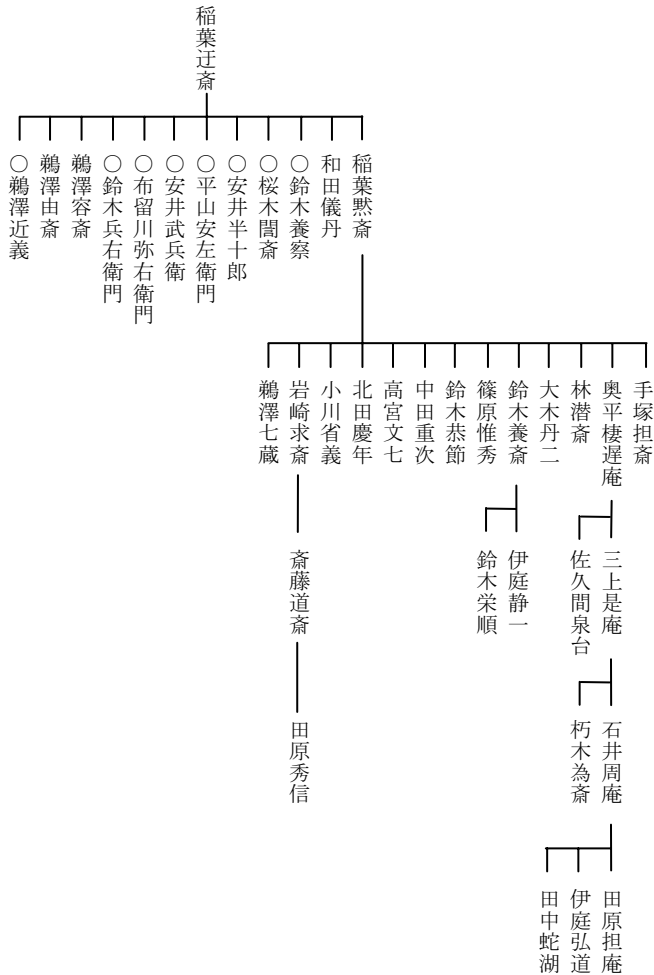 稲葉迂斎
稲葉黙斎
和田儀丹
○鈴木養察
○桜木誾斎
○安井半十郎
○平山安左衛門
○安井武兵衛
○布留川弥右衛門
○鈴木兵右衛門
鵜澤容斎
鵜澤由斎
○鵜澤近義
手塚担斎
奥平棲遅庵
林潜斎
大木丹二
鈴木養斎
篠原惟秀
鈴木恭節
中田重次
高宮文七
北田慶年
小川省義
岩崎求斎
鵜澤七蔵
三上是庵
佐久間泉台
伊庭静一
鈴木栄順
斎藤道斎
石井周庵
朽木為斎
田原秀信
田原担庵
伊庭弘道
田中蛇湖